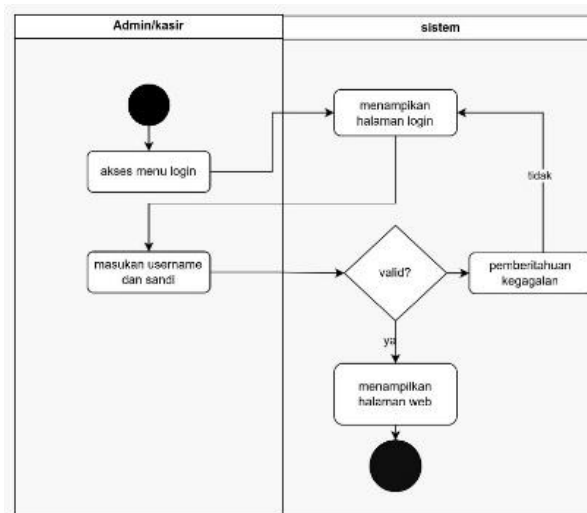 Admin/kasir
sistem
menampikan
halaman login
akses menu login
tidak
masukan username
dan sandi
valid?
pemberitahuan
kegagalan
ya
menampilkan
halaman web